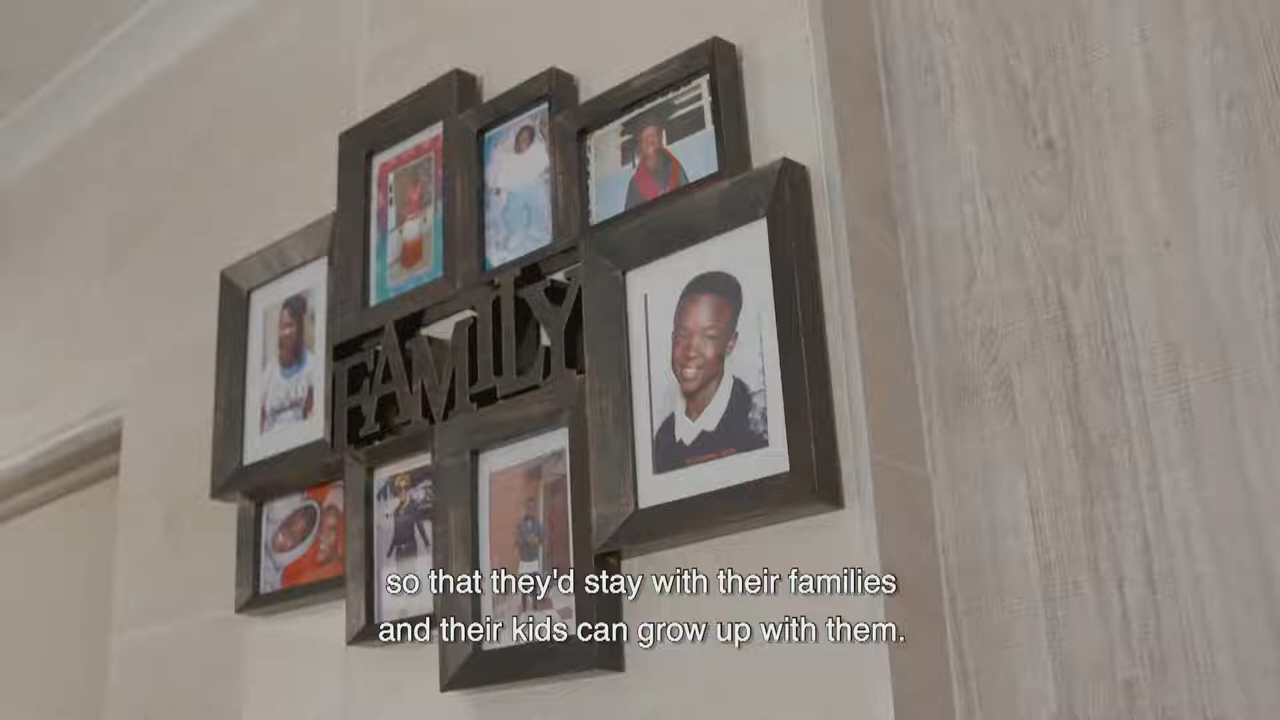 FAMILY
so that they'd stay with their families
and their kids can grow up with them.